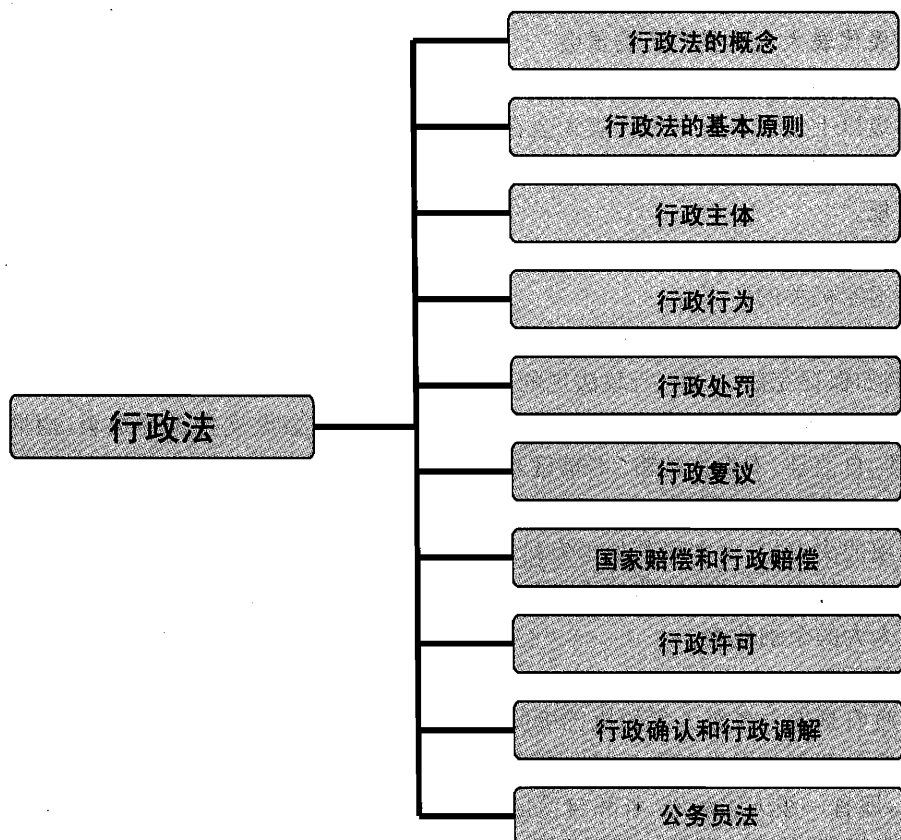 行政法的概念
行政法的基本原则
行政主体
行政行为
行政处罚
行政法
行政复议
国家赔偿和行政赔偿
行政许可
行政确认和行政调解
公务员法